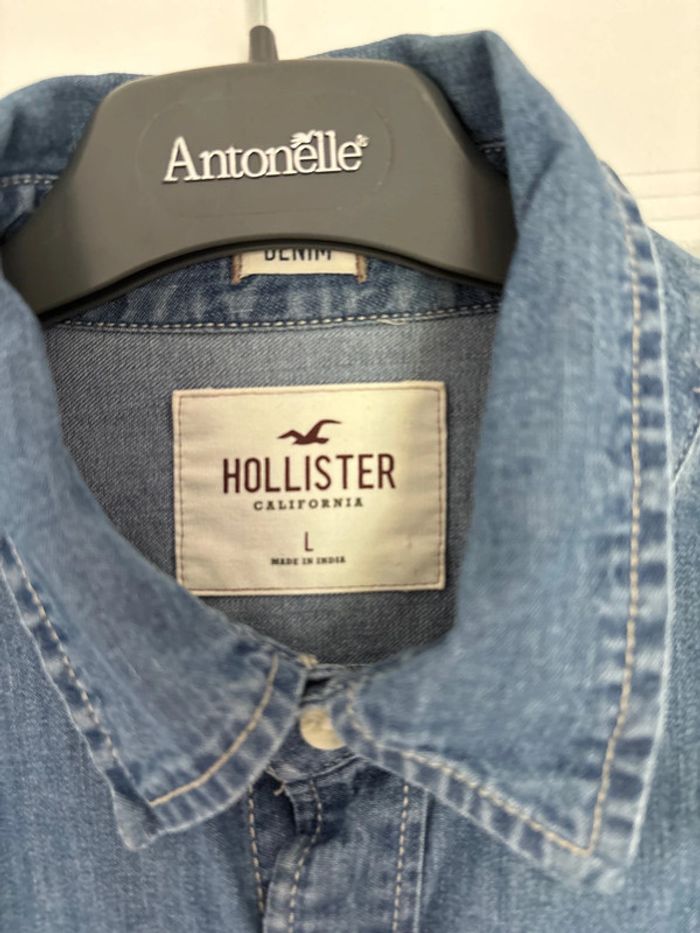 Antonelle
DENIM
HOLLISTER
CALIFORNIA
L
MADE IN INDIA